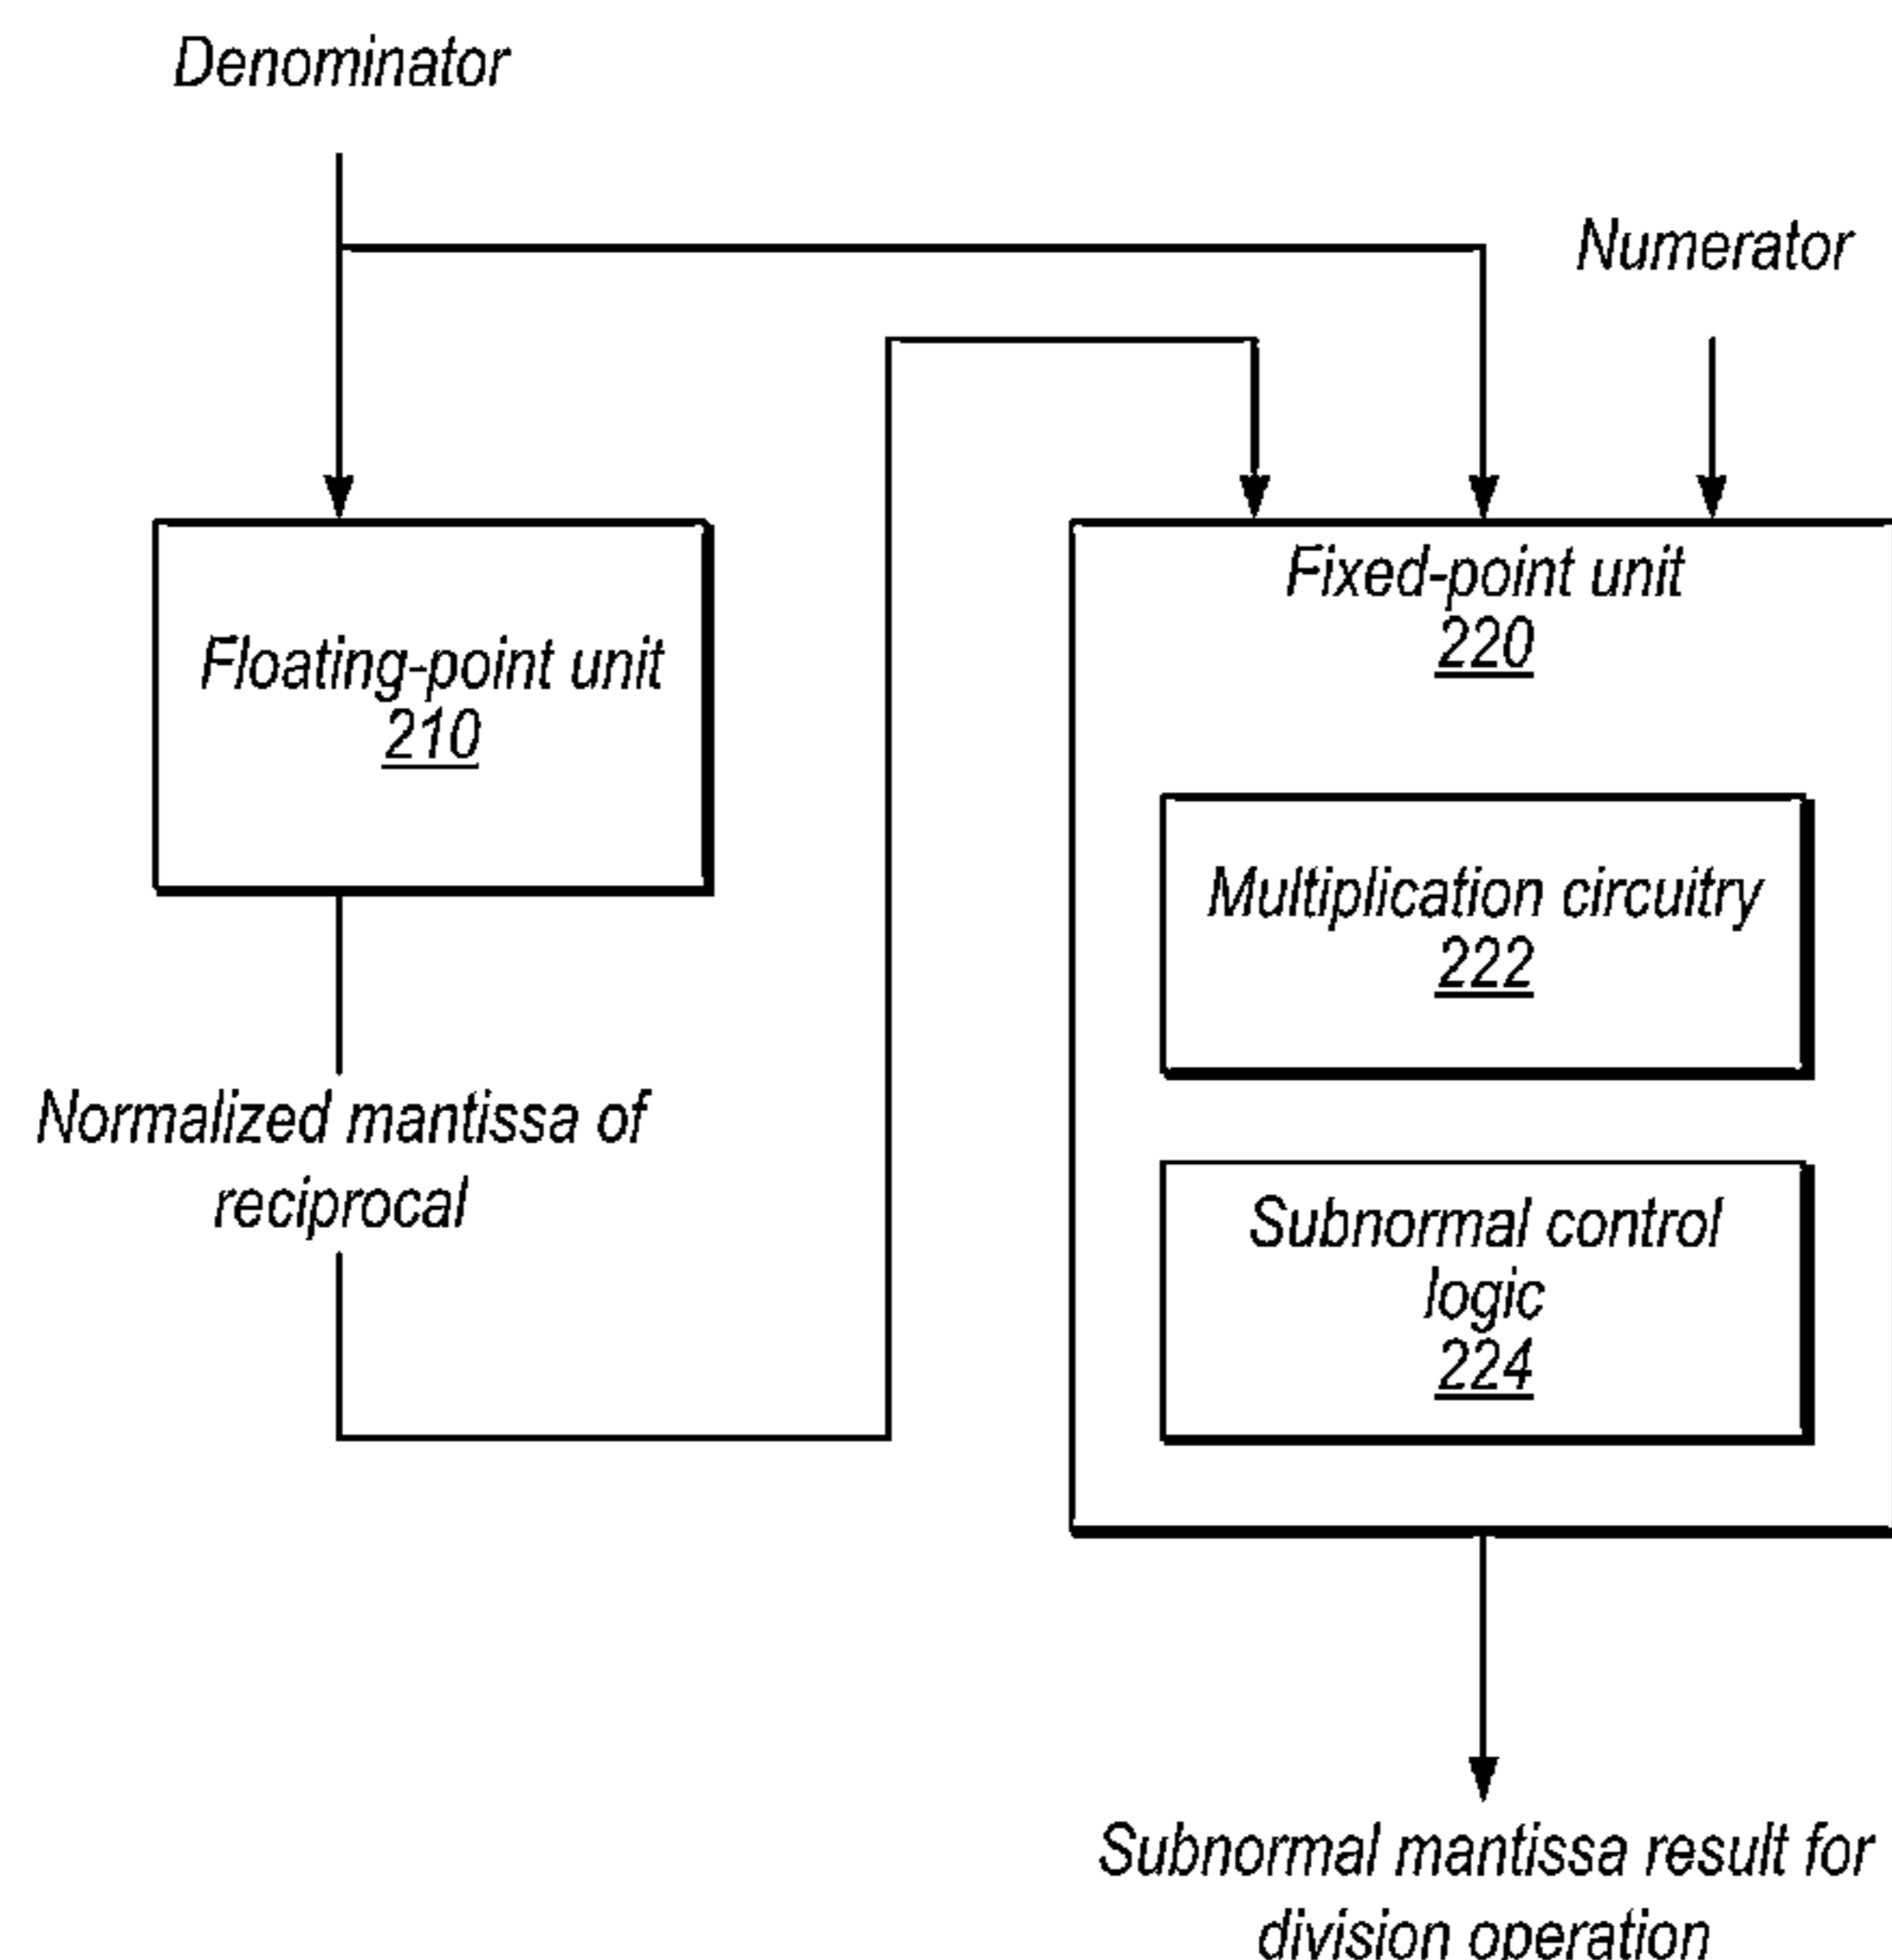 Denominator
Numerator
Floating-point unit
210
Normalized mantissa of
reciprocal
Fixed-point unit
220
Multiplication circuitry
222
Subnormal control
logic
224
Subnormal mantissa result for
division operation